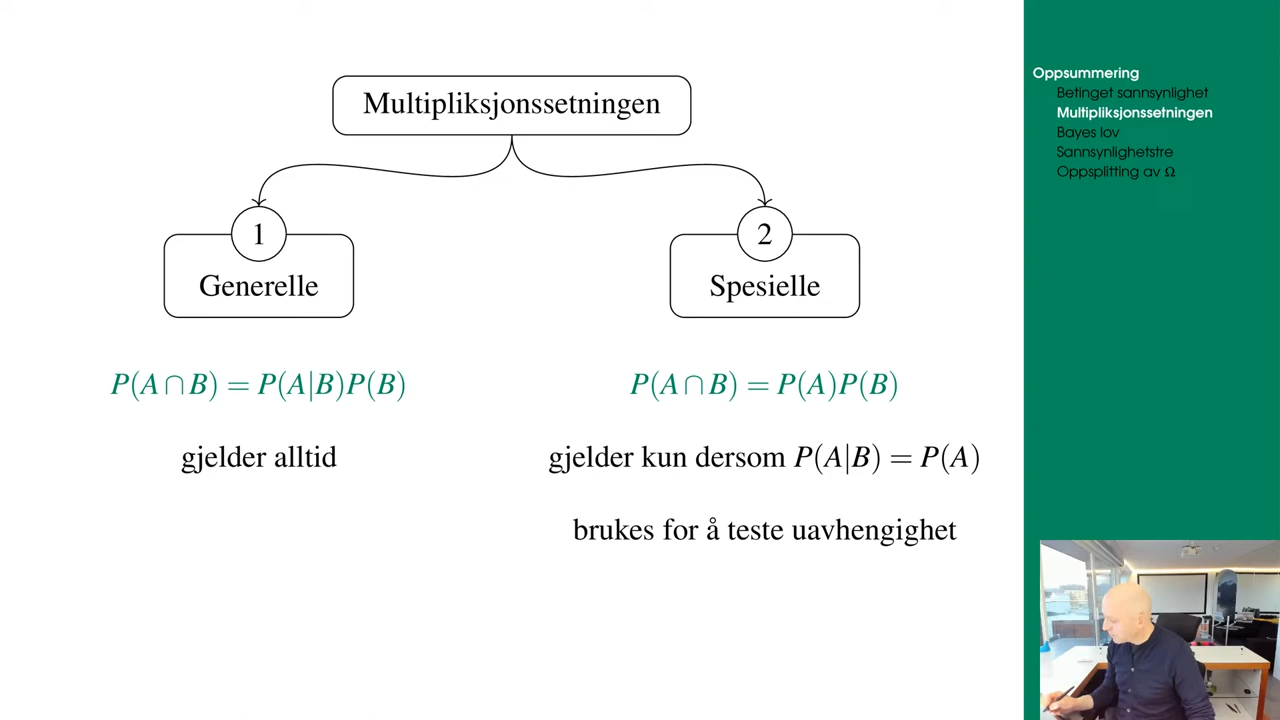 Multipliksjonssetningen
1
Generelle
P(A ∩ B) = P(A|B)P(B)
gjelder alltid
2
Spesielle
P(A ∩ B) = P(A)P(B)
gjelder kun dersom P(A|B) = P(A)
brukes for å teste uavhengighet
Oppsummering
Betinget sannsynlighet
Multipliksjonssetningen
Bayes lov
Sannsynlighetstre
Oppsplitting av Ω